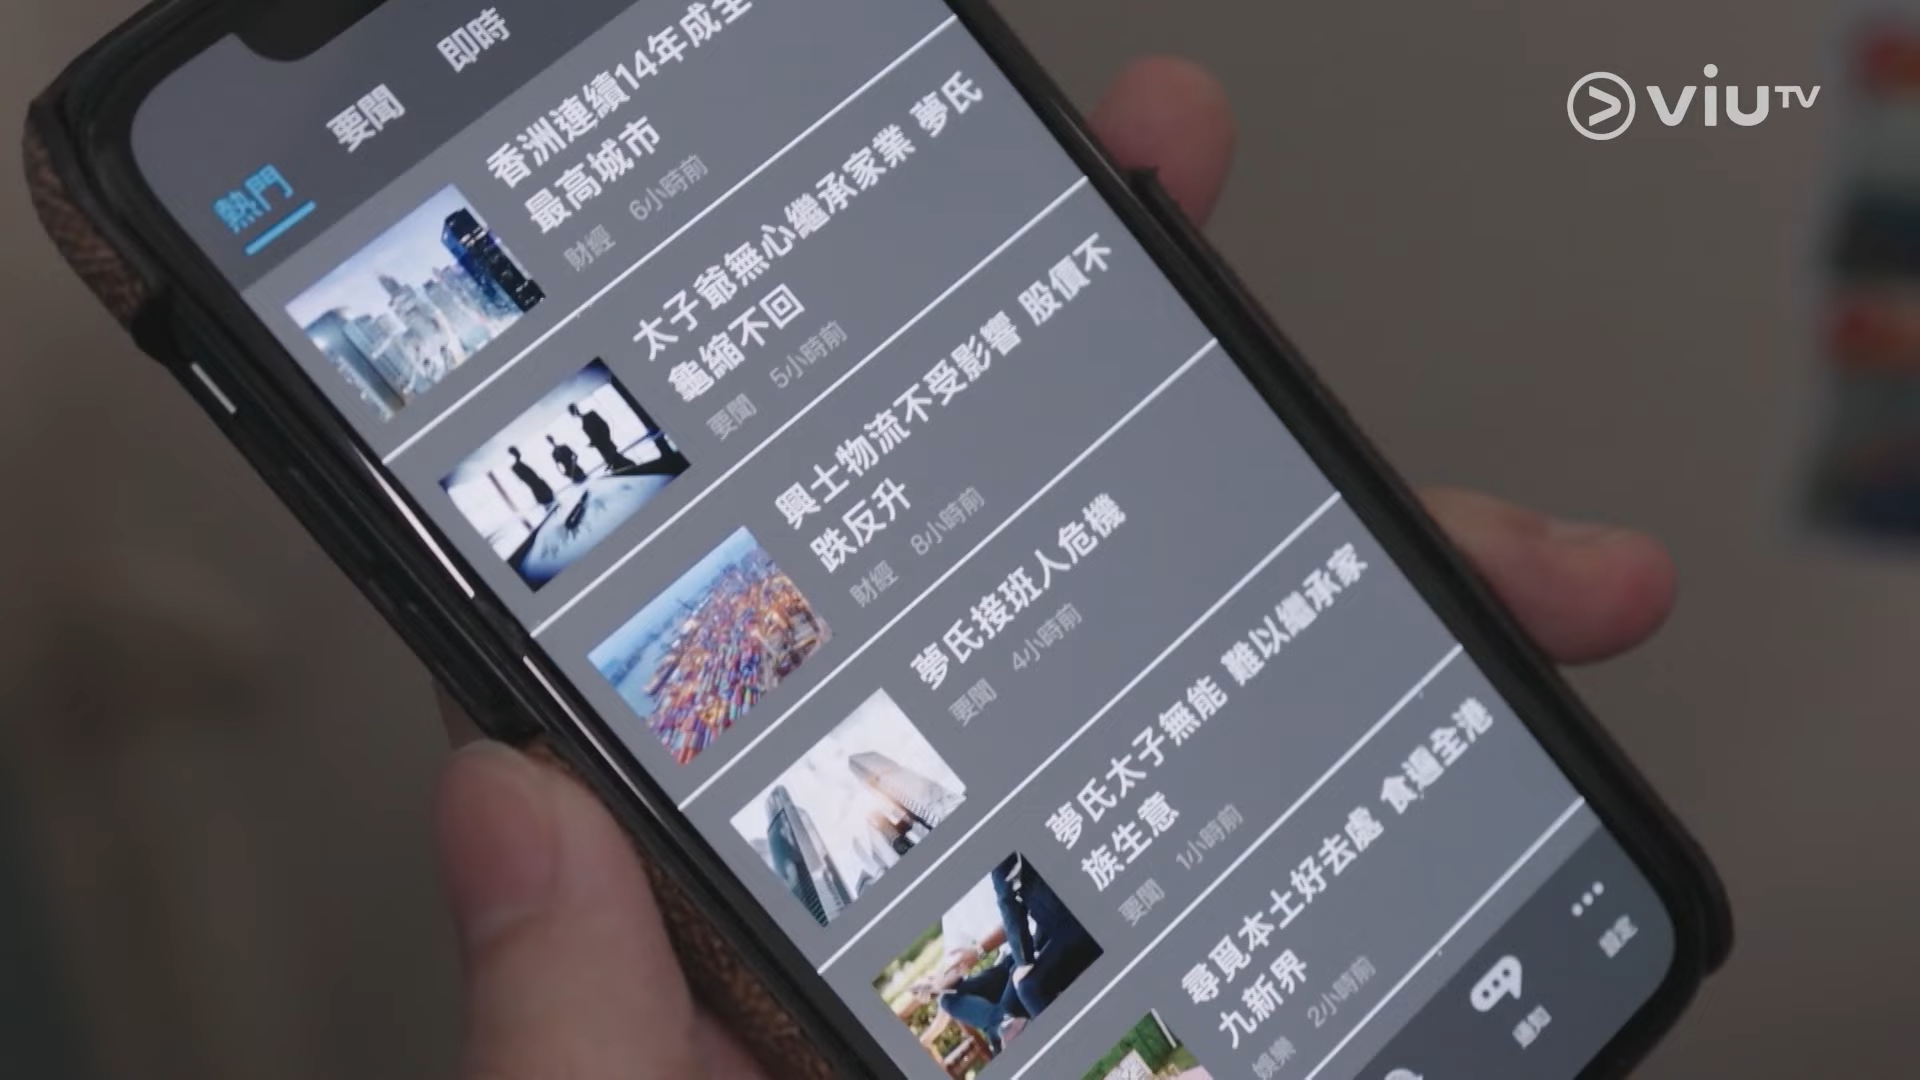 viuTV
即時
要聞
熱門
香洲連續14年成全
最高城市
財經 6小時前
太子爺無心繼承家業 夢氏
龜縮不回
要聞 5小時前
興士物流不受影響 股價不
跌反升
財經 8小時前
夢氏接班人危機
要聞 4小時前
夢氏太子無能 難以繼承家
族生意
要聞 1小時前
尋覓本土好去處 食遍全港
九新界
娛樂 2小時前
通知
設定